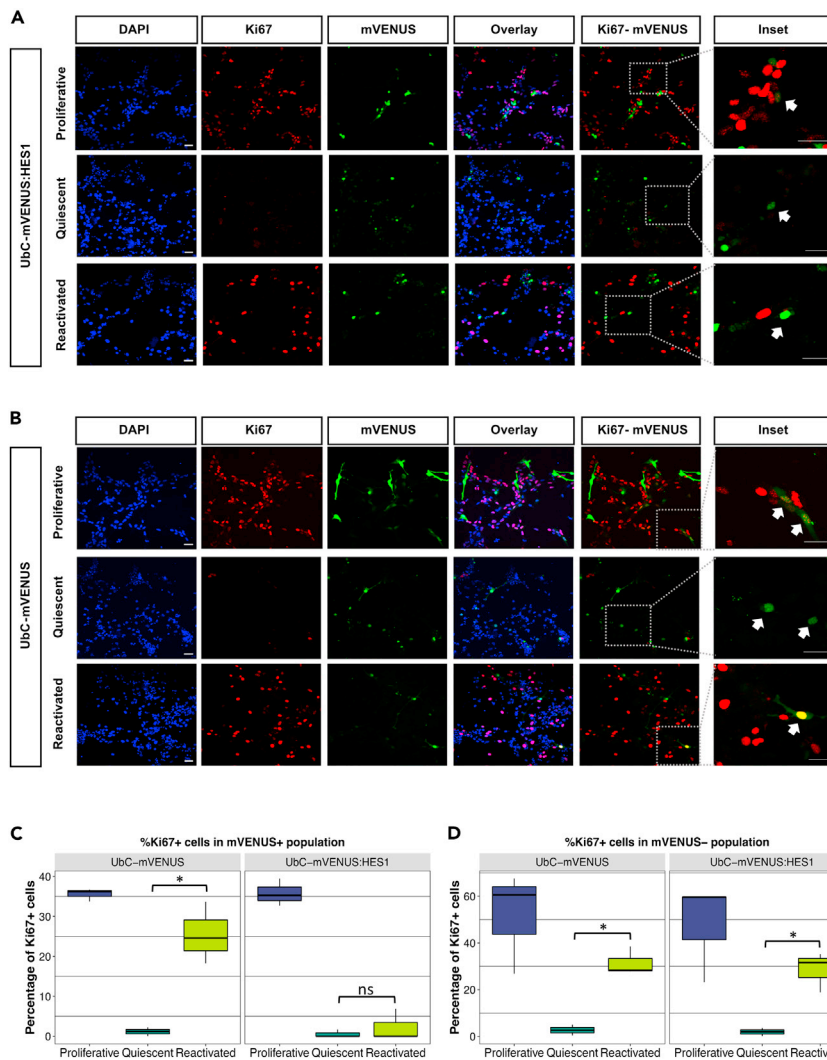 A
DAPI Ki67 mVENUS Overlay Ki67- mVENUS Inset
UbC-mVENUS:HES1
Proliferative
Quiescent
Reactivated
B
DAPI Ki67 mVENUS Overlay Ki67- mVENUS Inset
UbC-mVENUS
Proliferative
Quiescent
Reactivated
C
%Ki67+ cells in mVENUS+ population
UbC−mVENUS UbC−mVENUS:HES1
Percentage of Ki67+ cells
40
30
20
10
0
*
ns
Proliferative Quiescent Reactivated Proliferative Quiescent Reactivated
D
%Ki67+ cells in mVENUS− population
UbC−mVENUS UbC−mVENUS:HES1
Percentage of Ki67+ cells
60
40
20
0
*
*
Proliferative Quiescent Reactivated Proliferative Quiescent Reactiva